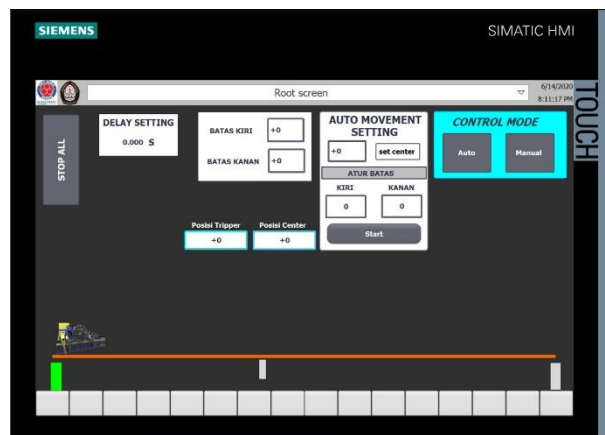 SIEMENS
SIMATIC HMI
TOUCH
Root screen
6/14/2020
8:11:17 PM
STOP ALL
DELAY SETTING
0.000 S
BATAS KIRI +0
BATAS KANAN +0
AUTO MOVEMENT
SETTING
+0 set center
ATUR BATAS
KIRI KANAN
0 0
Start
CONTROL MODE
Auto Manual
Posisi Tripper Posisi Center
+0 +0